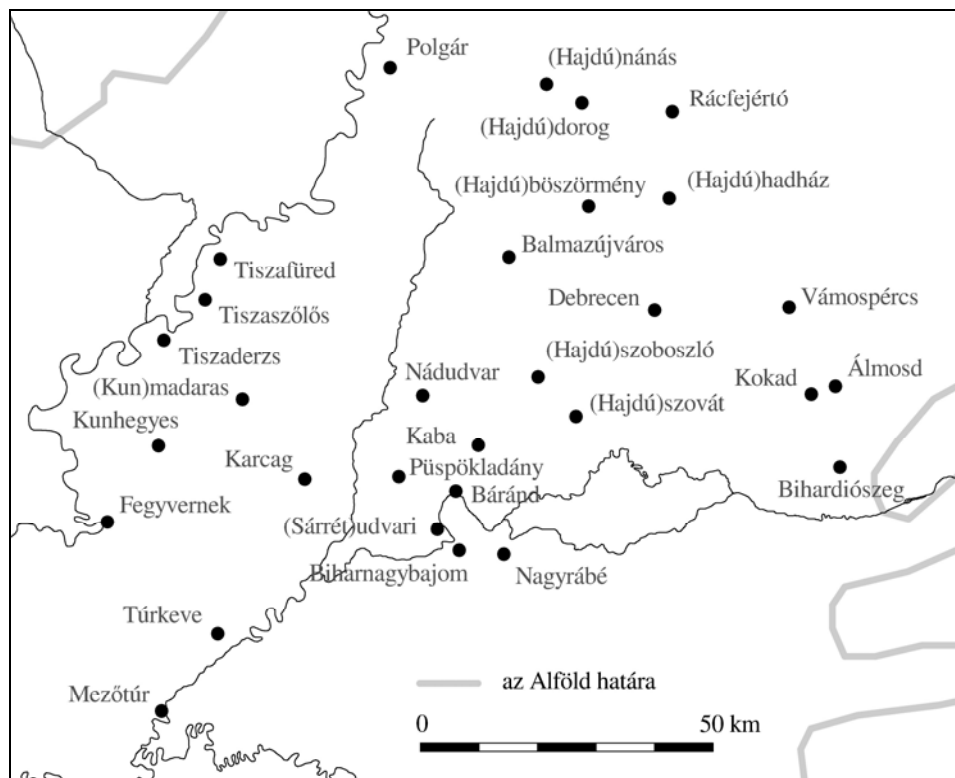 Polgár
(Hajdú)nánás
Rácfejértó
(Hajdú)dorog
(Hajdú)böszörmény
(Hajdú)hadház
Balmazújváros
Tiszafüred
Debrecen
Vámospércs
Tiszaszőlős
Tiszaderzs
(Hajdú)szoboszló
(Kun)madaras
Nádudvar
Kokad
Álmosd
(Hajdú)szovát
Kunhegyes
Kaba
Karcag
Püspökladány
Bihardiószeg
Báránd
Fegyvernek
(Sárrét)udvari
Biharnagybajom
Nagyrábé
Túrkeve
Mezőtúr
az Alföld határa
0
50 km